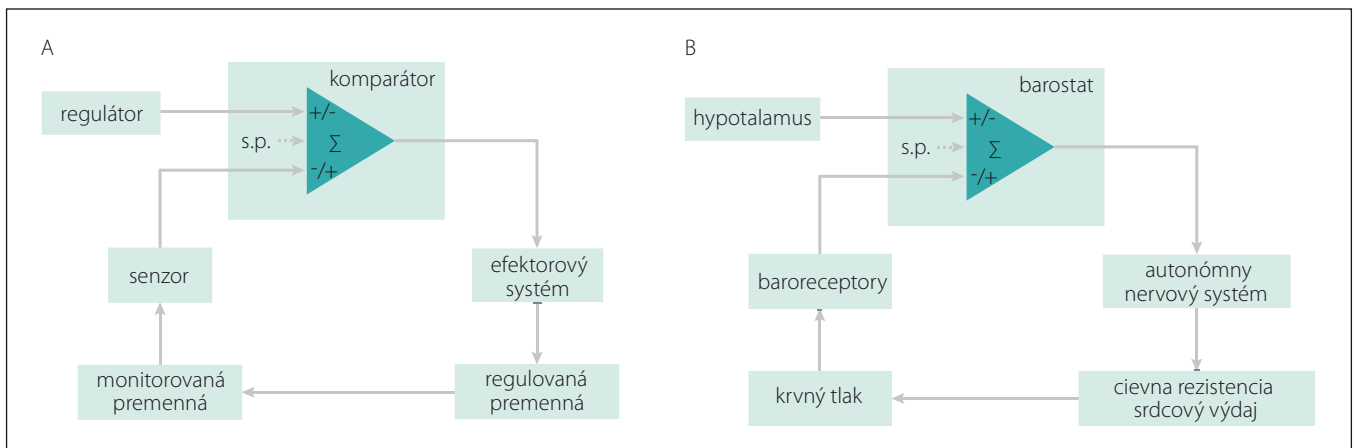 A
komparátor
regulátor
+/-
s.p.
Σ
-/+
senzor
efektorový
systém
monitorovaná
premenná
regulovaná
premenná
B
barostat
hypotalamus
+/-
s.p.
Σ
-/+
baroreceptory
autonómny
nervový systém
krvný tlak
cievna rezistencia
srdcový výdaj